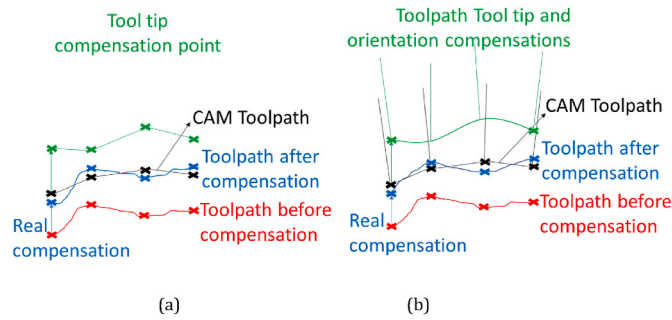 Tool tip
compensation point
CAM Toolpath
Toolpath after
compensation
Real
compensation
Toolpath before
compensation
(a)
Toolpath Tool tip and
orientation compensations
CAM Toolpath
Toolpath after
compensation
Real
compensation
Toolpath before
compensation
(b)